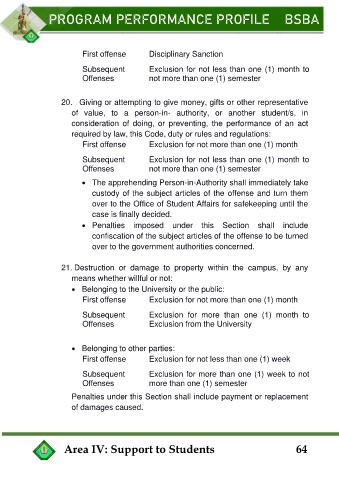 PROGRAM PERFORMANCE PROFILE BSBA
First offense Disciplinary Sanction
Subsequent Exclusion for not less than one (1) month to
Offenses not more than one (1) semester
20. Giving or attempting to give money, gifts or other representative
of value, to a person-in- authority, or another student/s, in
consideration of doing, or preventing, the performance of an act
required by law, this Code, duty or rules and regulations:
First offense Exclusion for not more than one (1) month
Subsequent Exclusion for not less than one (1) month to
Offenses not more than one (1) semester
• The apprehending Person-in-Authority shall immediately take
custody of the subject articles of the offense and turn them
over to the Office of Student Affairs for safekeeping until the
case is finally decided.
• Penalties imposed under this Section shall include
confiscation of the subject articles of the offense to be turned
over to the government authorities concerned.
21. Destruction or damage to property within the campus, by any
means whether willful or not:
• Belonging to the University or the public:
First offense Exclusion for not more than one (1) month
Subsequent Exclusion for more than one (1) month to
Offenses Exclusion from the University
• Belonging to other parties:
First offense Exclusion for not less than one (1) week
Subsequent Exclusion for more than one (1) week to not
Offenses more than one (1) semester
Penalties under this Section shall include payment or replacement
of damages caused.
Area IV: Support to Students 64